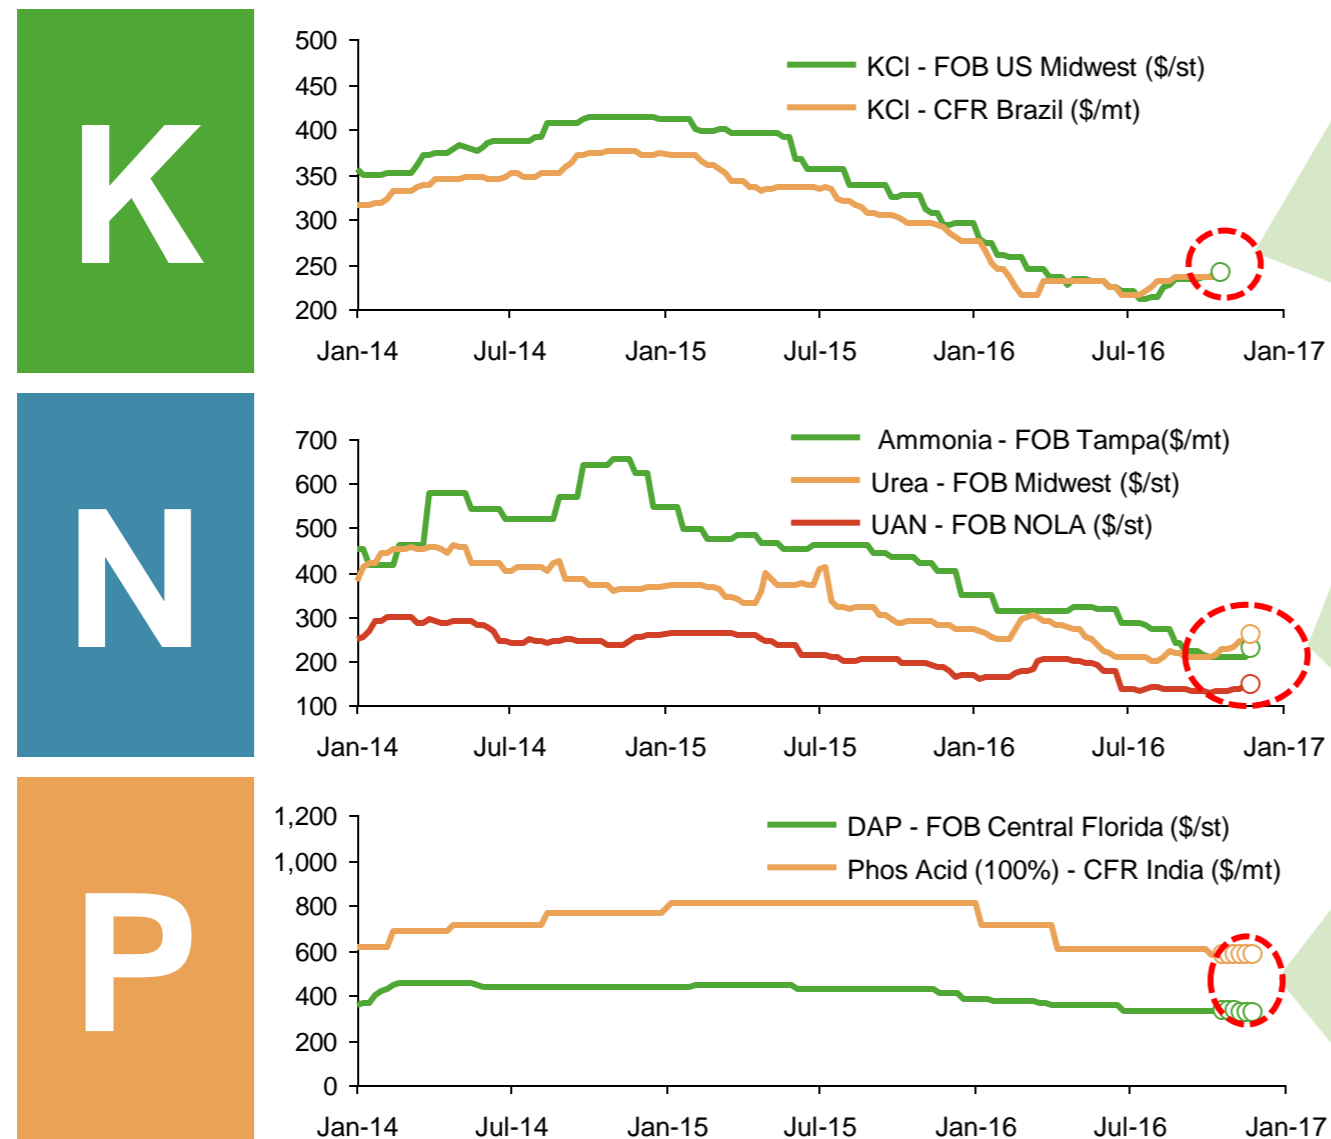 K
500
450
400
350
300
250
200
KCl - FOB US Midwest ($/st)
KCl - CFR Brazil ($/mt)
Jan-14 Jul-14 Jan-15 Jul-15 Jan-16 Jul-16 Jan-17
N
700
600
500
400
300
200
100
Ammonia - FOB Tampa($/mt)
Urea - FOB Midwest ($/st)
UAN - FOB NOLA ($/st)
Jan-14 Jul-14 Jan-15 Jul-15 Jan-16 Jul-16 Jan-17
P
1,200
1,000
800
600
400
200
0
DAP - FOB Central Florida ($/st)
Phos Acid (100%) - CFR India ($/mt)
Jan-14 Jul-14 Jan-15 Jul-15 Jan-16 Jul-16 Jan-17